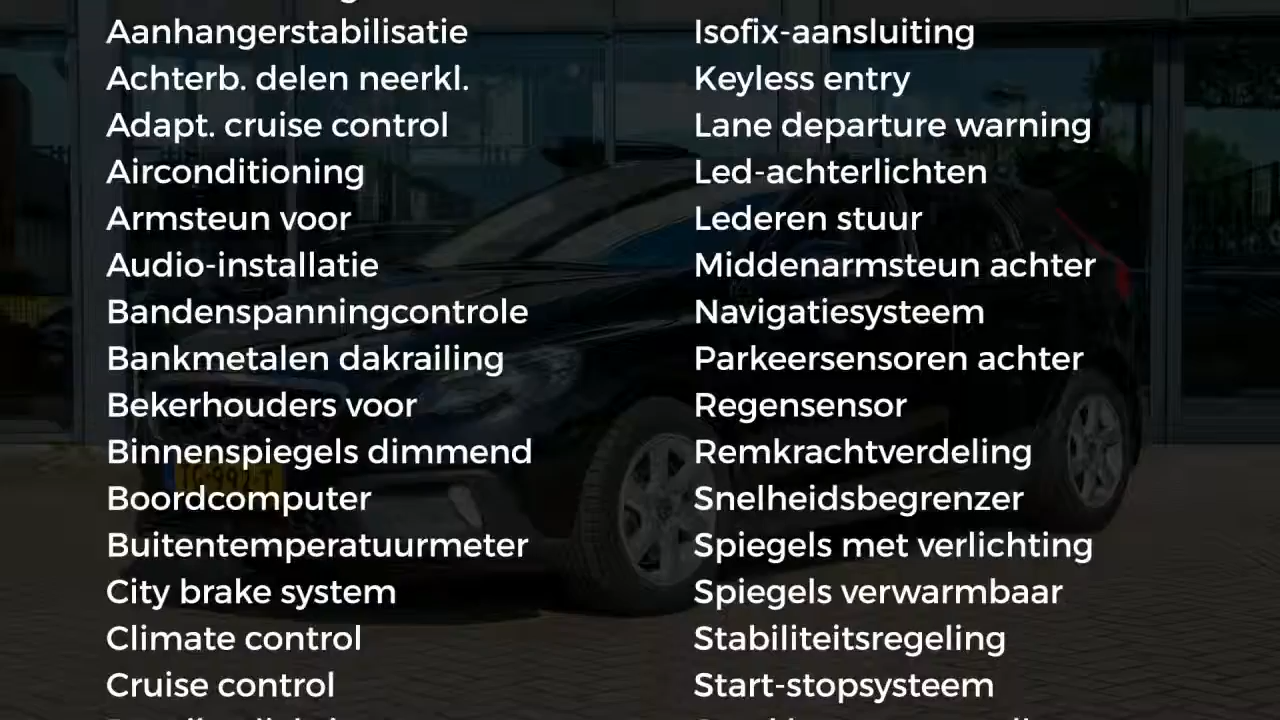 Aanhangerstabilisatie
Achterb. delen neerkl.
Adapt. cruise control
Airconditioning
Armsteun voor
Audio-installatie
Bandenspanningcontrole
Bankmetalen dakrailing
Bekerhouders voor
Binnenspiegels dimmend
Boordcomputer
Buitentemperatuurmeter
City brake system
Climate control
Cruise control
Isofix-aansluiting
Keyless entry
Lane departure warning
Led-achterlichten
Lederen stuur
Middenarmsteun achter
Navigatiesysteem
Parkeersensoren achter
Regensensor
Remkrachtverdeling
Snelheidsbegrenzer
Spiegels met verlichting
Spiegels verwarmbaar
Stabiliteitsregeling
Start-stopsysteem